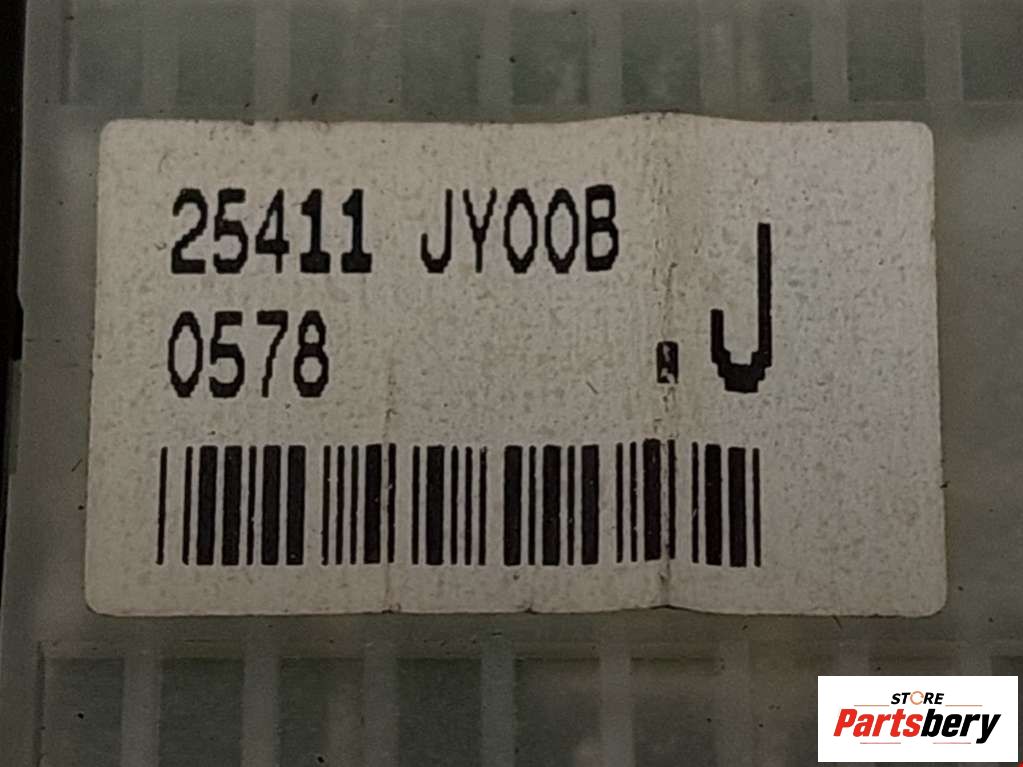 25411 JY00B
0578
. J
STORE
Partsbery